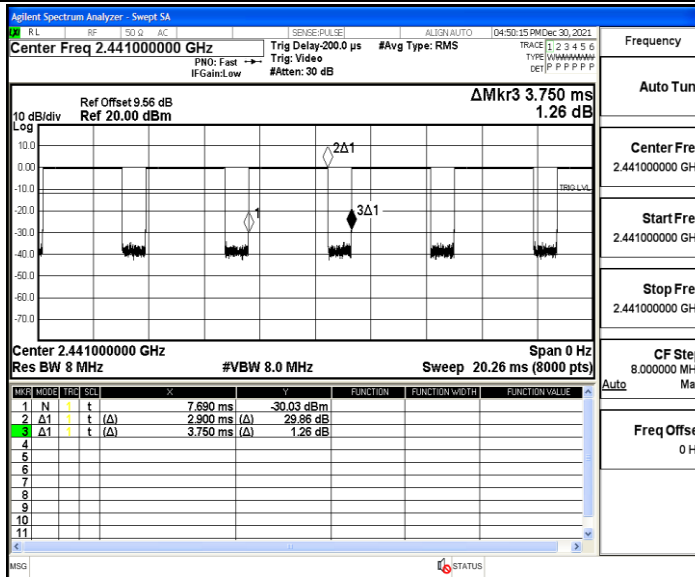 Agilent Spectrum Analyzer - Swept SA
LXI RL RF 50 Ω AC SENSE:PULSE ALIGN AUTO 04:50:15 PM Dec 30, 2021
Center Freq 2.441000000 GHz
PNO: Fast
IFGain:Low
Trig Delay-200.0 µs
Trig: Video
#Atten: 30 dB
#Avg Type: RMS
TRACE 1 2 3 4 5 6
TYPE
DET P P P P P P
ΔMkr3 3.750 ms
1.26 dB
Ref Offset 9.56 dB
10 dB/div Ref 20.00 dBm
Log
10.0
0.00
-10.0
-20.0
-30.0
-40.0
-50.0
-60.0
-70.0
2Δ1
TRIG LVL
1
3Δ1
Center 2.441000000 GHz Span 0 Hz
Res BW 8 MHz #VBW 8.0 MHz Sweep 20.26 ms (8000 pts)
MKR MODE TRC SCL X Y FUNCTION FUNCTION WIDTH FUNCTION VALUE
1 N 1 t 7.690 ms -30.03 dBm
2 Δ1 1 t (Δ) 2.900 ms (Δ) 29.86 dB
3 Δ1 1 t (Δ) 3.750 ms (Δ) 1.26 dB
4
5
6
7
8
9
10
11
MSG STATUS
Frequency
Auto Tun
Center Fre
2.441000000 GH
Start Fre
2.441000000 GH
Stop Fre
2.441000000 GH
CF Ste
8.000000 MH
Auto Ma
Freq Offse
0 H